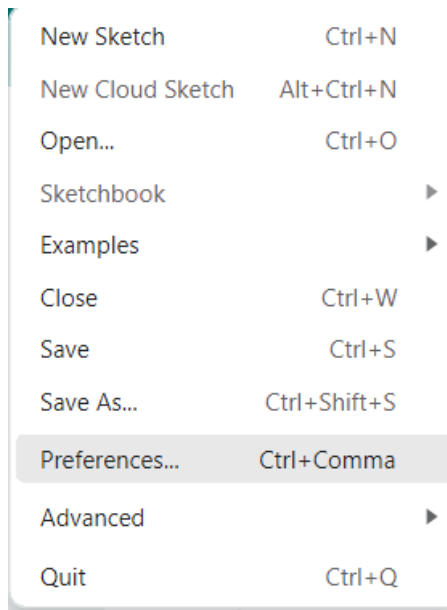 New Sketch Ctrl+N
New Cloud Sketch Alt+Ctrl+N
Open... Ctrl+O
Sketchbook
Examples
Close Ctrl+W
Save Ctrl+S
Save As... Ctrl+Shift+S
Preferences... Ctrl+Comma
Advanced
Quit Ctrl+Q